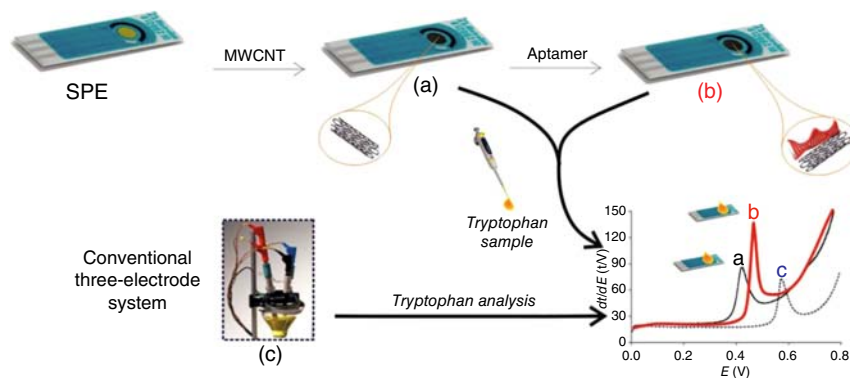 SPE
MWCNT
(a)
Aptamer
(b)
Tryptophan
sample
Conventional
three-electrode
system
(c)
Tryptophan analysis
dt/dE (t/V)
150
120
90
60
30
0
a
b
c
0.0
0.2
0.4
0.6
0.8
E (V)